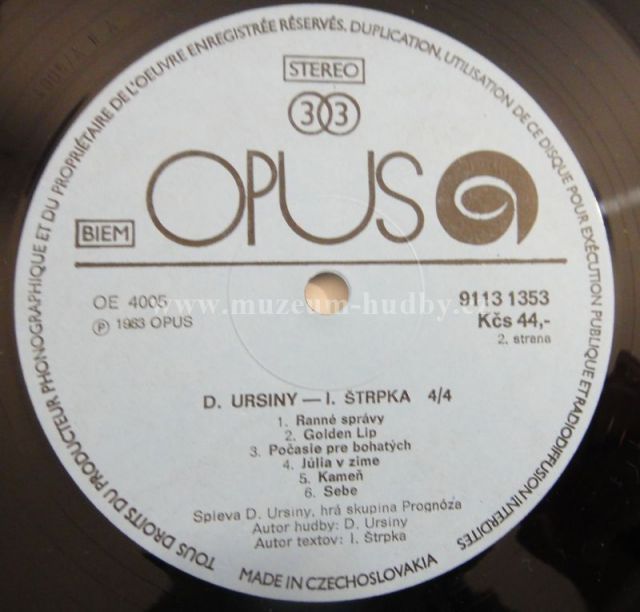 TOUS DROITS DU PRODUCTEUR PHONOGRAPHIQUE ET DU PROPRIÉTAIRE DE L'OEUVRE ENREGISTRÉE RÉSERVÉS. DUPLICATION, UTILISATION DE CE DISQUE POUR EXÉCUTION PUBLIQUE ET RADIODIFFUSION INTERDITES
STEREO
33
OPUS
BIEM
OE 4005
9113 1353
℗ 1983 OPUS
Kčs 44,-
2. strana
www.muzeum-hudby.cz
D. URSINY — I. ŠTRPKA 4/4
1. Ranné správy
2. Golden Lip
3. Počasie pre bohatých
4. Júlia v zime
5. Kameň
6. Sebe
Spieva D. Ursiny, hrá skupina Prognóza
Autor hudby: D. Ursiny
Autor textov: I. Štrpka
MADE IN CZECHOSLOVAKIA